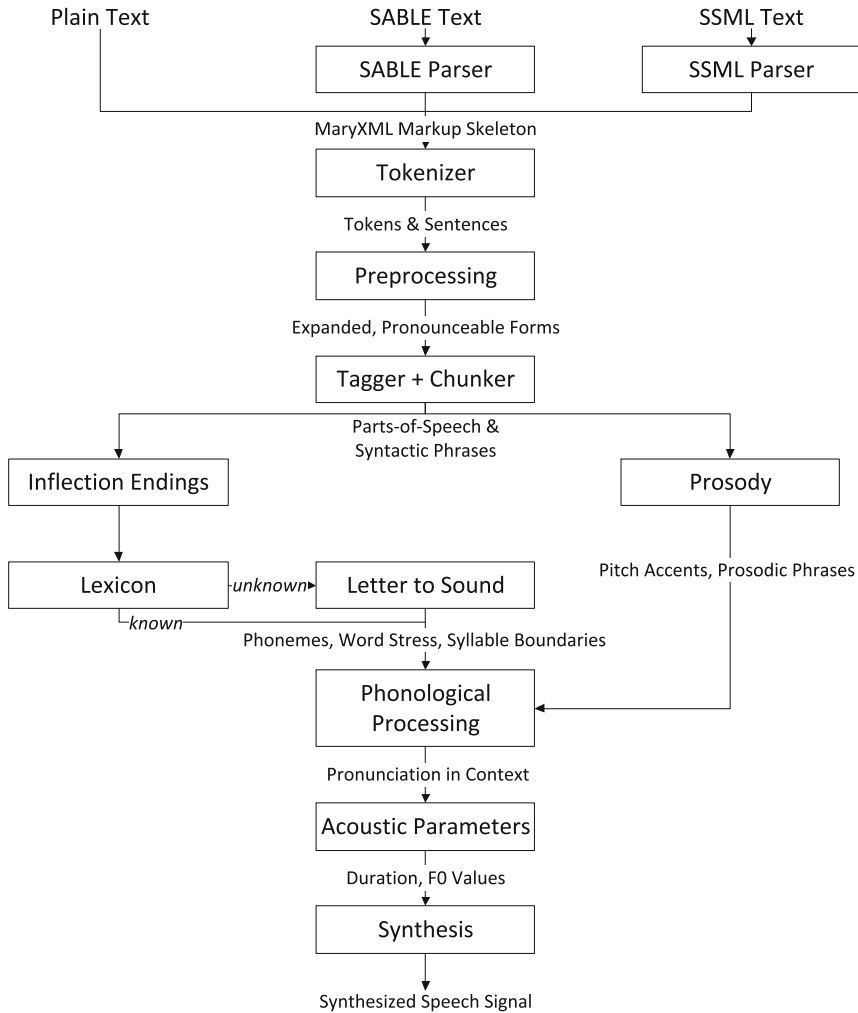 Plain Text
SABLE Text
SSML Text
SABLE Parser
SSML Parser
MaryXML Markup Skeleton
Tokenizer
Tokens & Sentences
Preprocessing
Expanded, Pronounceable Forms
Tagger + Chunker
Parts-of-Speech &
Syntactic Phrases
Inflection Endings
Prosody
Pitch Accents, Prosodic Phrases
Lexicon
unknown
Letter to Sound
known
Phonemes, Word Stress, Syllable Boundaries
Phonological
Processing
Pronunciation in Context
Acoustic Parameters
Duration, F0 Values
Synthesis
Synthesized Speech Signal